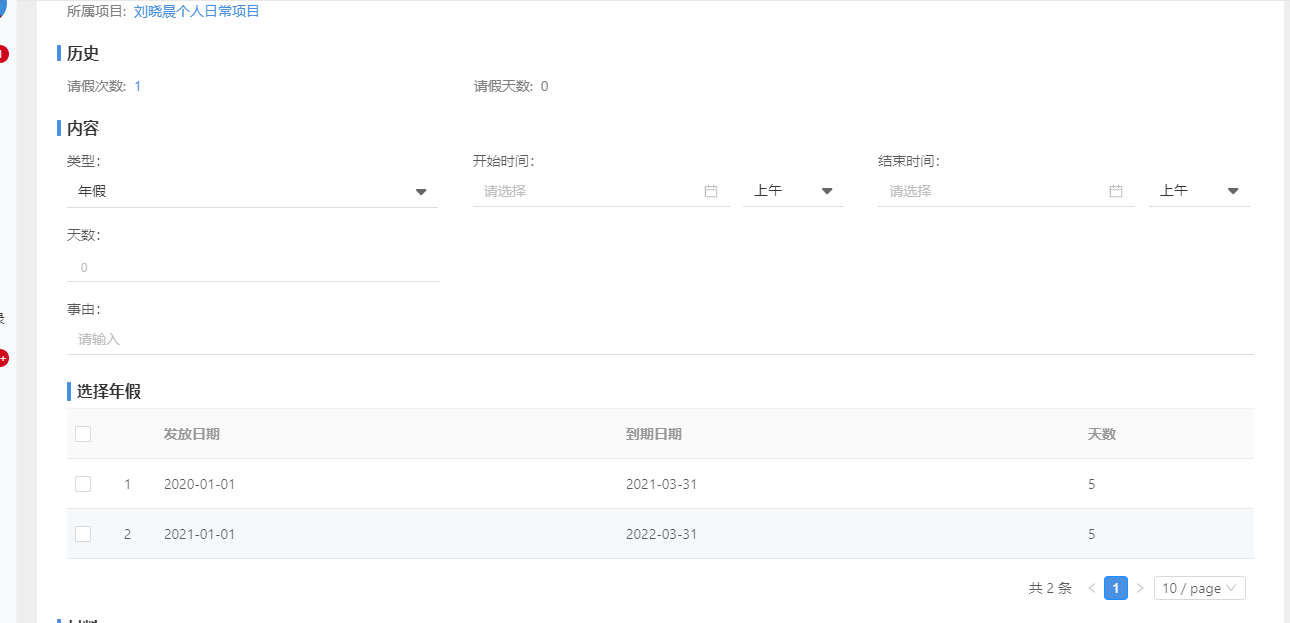 所属项目: 刘晓晨个人日常项目
历史
请假次数: 1 请假天数: 0
内容
类型: 开始时间: 结束时间:
年假 请选择 上午 请选择 上午
天数:
0
事由:
请输入
选择年假
发放日期 到期日期 天数
1 2020-01-01 2021-03-31 5
2 2021-01-01 2022-03-31 5
共 2 条 < 1 > 10 / page